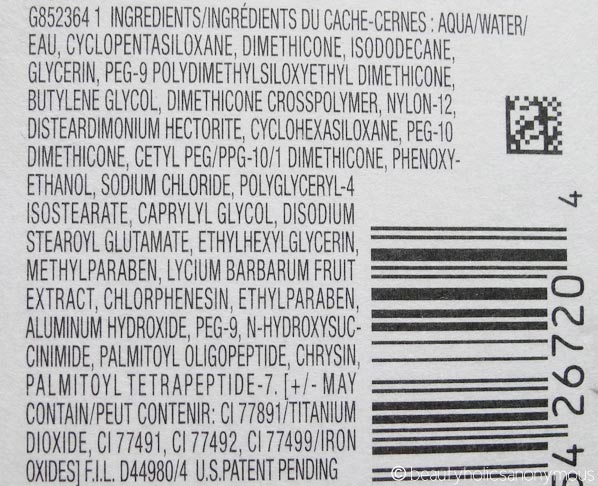 G852364 1 INGREDIENTS/INGRÉDIENTS DU CACHE-CERNES : AQUA/WATER/
EAU, CYCLOPENTASILOXANE, DIMETHICONE, ISODODECANE,
GLYCERIN, PEG-9 POLYDIMETHYLSILOXYETHYL DIMETHICONE,
BUTYLENE GLYCOL, DIMETHICONE CROSSPOLYMER, NYLON-12,
DISTEARDIMONIUM HECTORITE, CYCLOHEXASILOXANE, PEG-10
DIMETHICONE, CETYL PEG/PPG-10/1 DIMETHICONE, PHENOXY-
ETHANOL, SODIUM CHLORIDE, POLYGLYCERYL-4
ISOSTEARATE, CAPRYLYL GLYCOL, DISODIUM
STEAROYL GLUTAMATE, ETHYLHEXYLGLYCERIN,
METHYLPARABEN, LYCIUM BARBARUM FRUIT
EXTRACT, CHLORPHENESIN, ETHYLPARABEN,
ALUMINUM HYDROXIDE, PEG-9, N-HYDROXYSUC-
CINIMIDE, PALMITOYL OLIGOPEPTIDE, CHRYSIN,
PALMITOYL TETRAPEPTIDE-7. [+/- MAY
CONTAIN/PEUT CONTENIR: CI 77891/TITANIUM
DIOXIDE, CI 77491, CI 77492, CI 77499/IRON
OXIDES] F.I.L. D44980/4 U.S.PATENT PENDING
4 26720 4
© beautyholicsanonymous